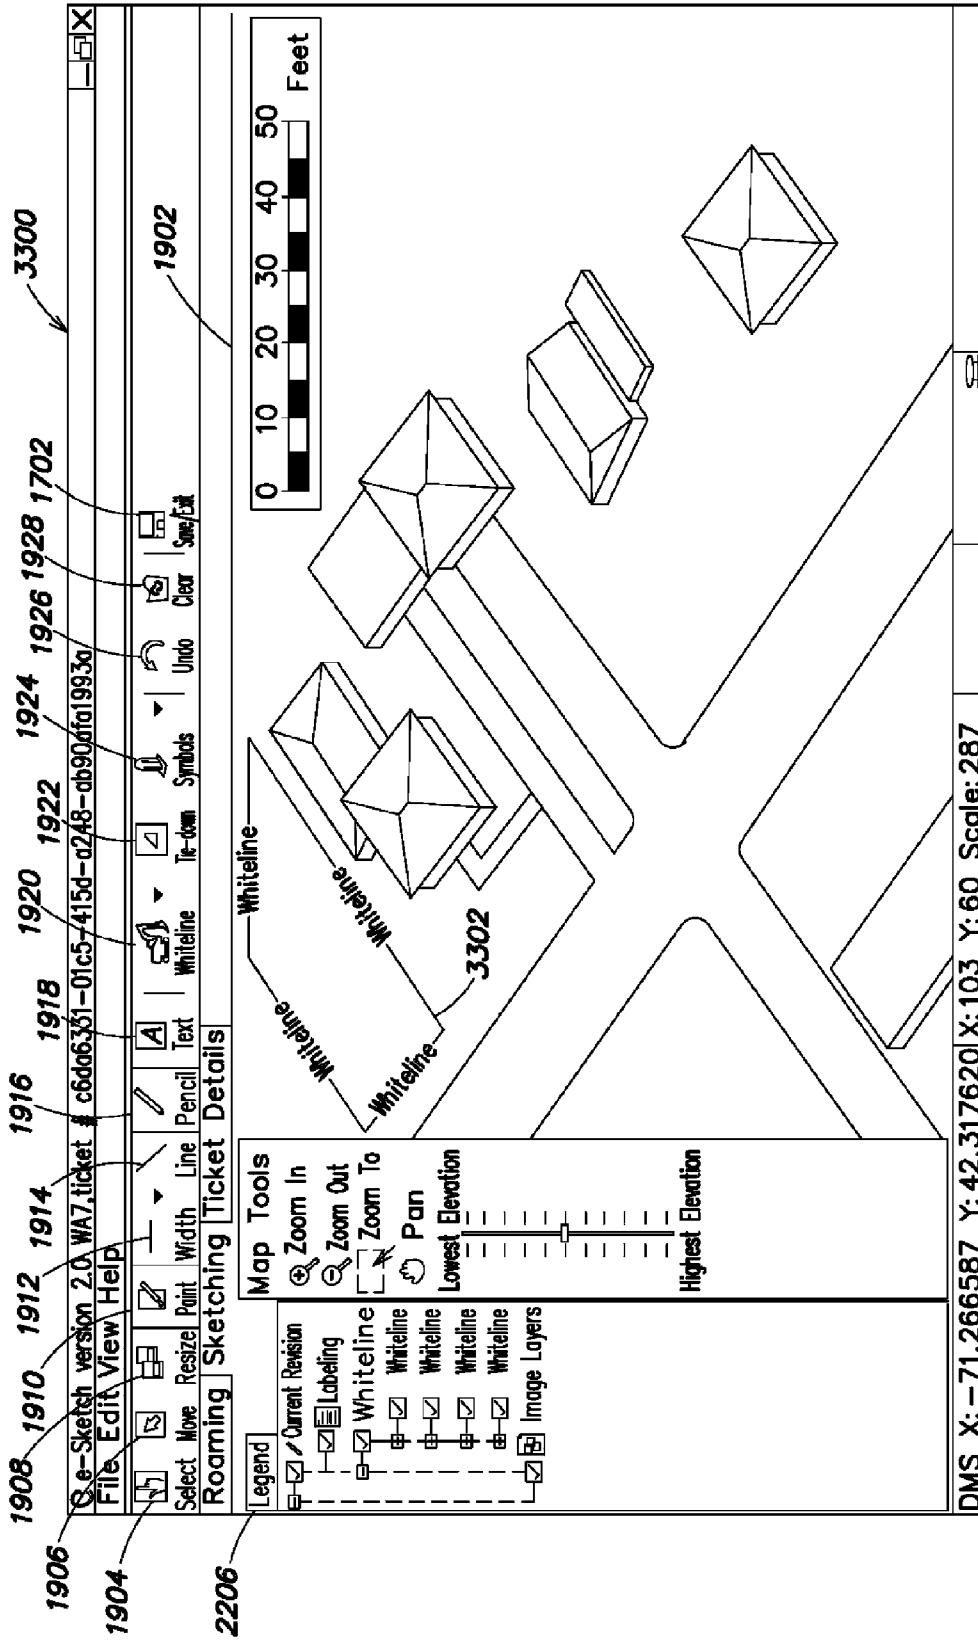 3300
1908 1910 1912 1914 1916 1918 1920 1922 1924 1926 1928 1702
1906
1904
1902
2206
e-Sketch version 2.0 WA7,ticket # c6da6331-01c5-415d-a248-ab90dfa1993a
File Edit View Help
Select Move Resize Paint Width Line Pencil Text Whiteline Tie-down Symbols Undo Clear Save/Exit
Roaming Sketching Ticket Details
Legend
Current Revision
Labeling
Whiteline
Whiteline
Whiteline
Whiteline
Whiteline
Image Layers
Map Tools
Zoom In
Zoom Out
Zoom To
Pan
Lowest Elevation
Highest Elevation
0 10 20 30 40 50
Feet
Whiteline
Whiteline
Whiteline
Whiteline
Whiteline
3302
DMS X: -71.266587 Y: 42.317620 X: 103 Y: 60 Scale: 287